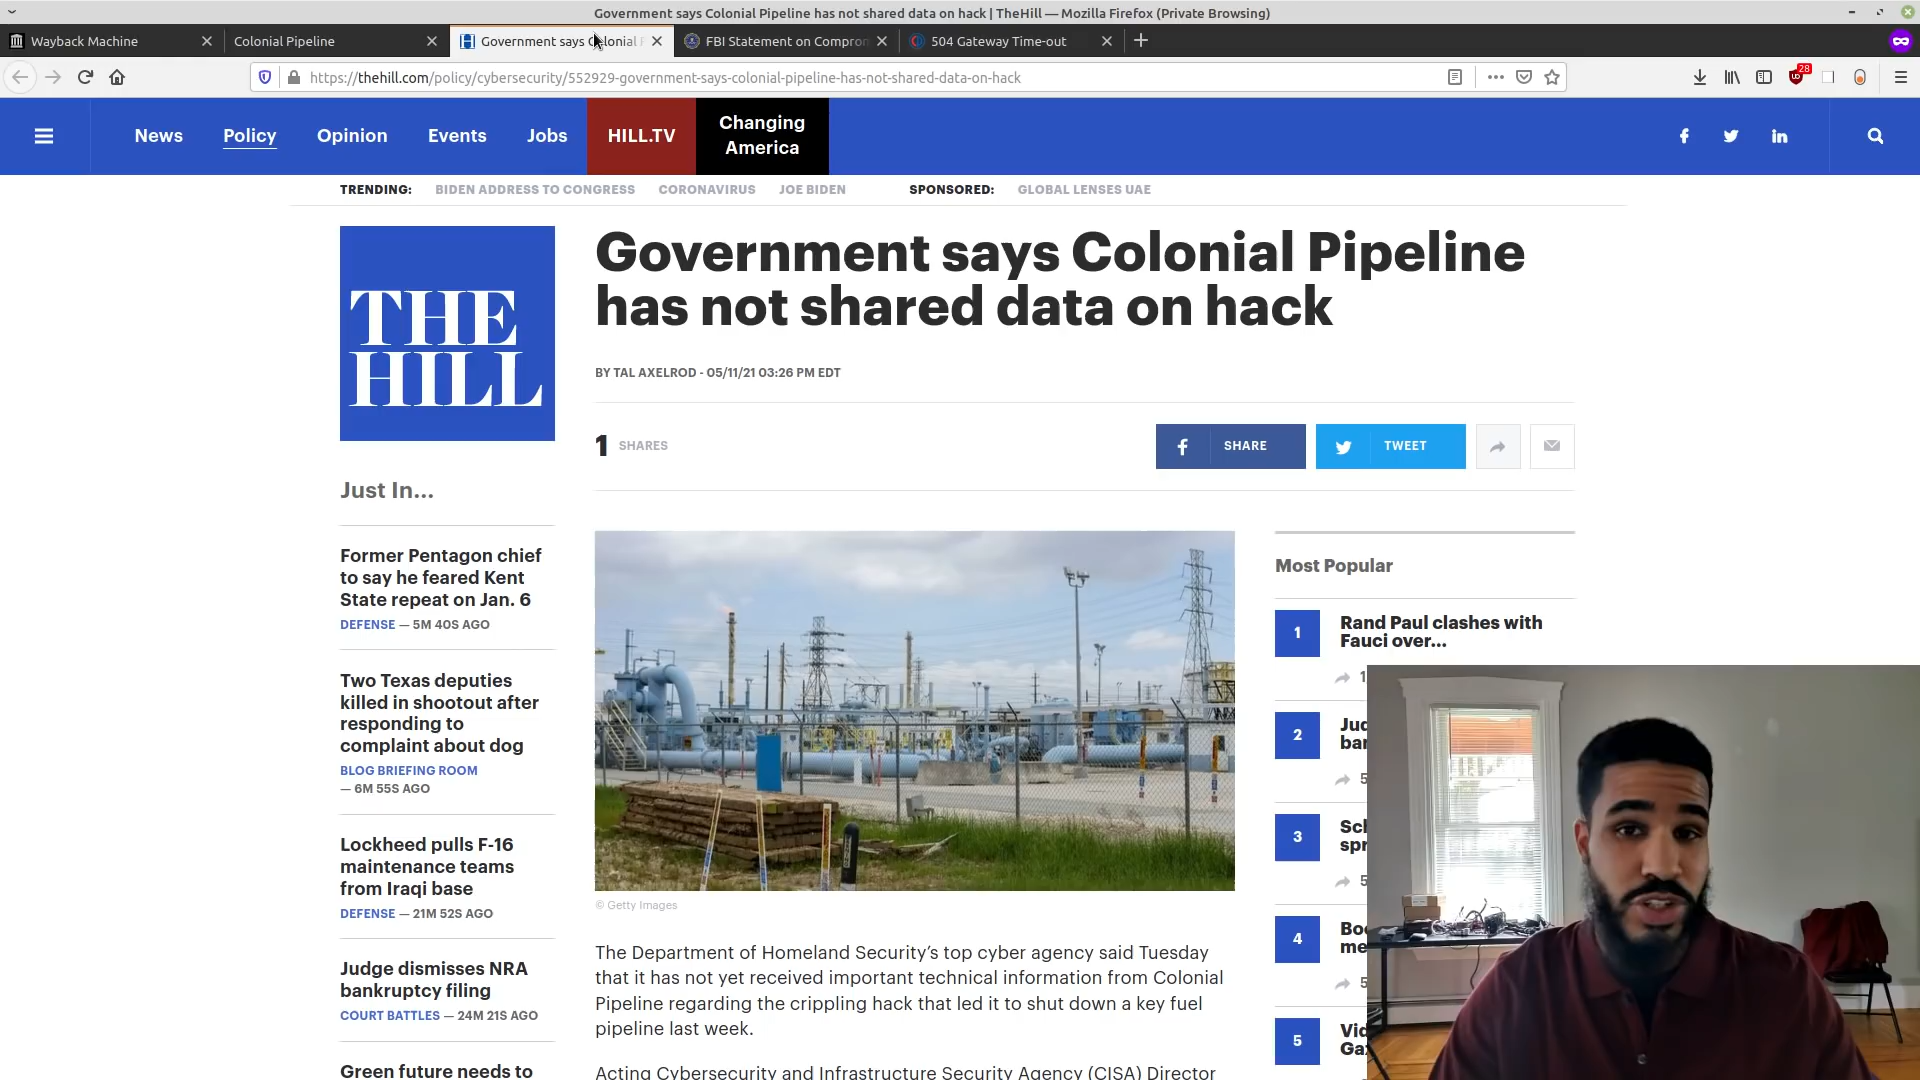 Government says Colonial Pipeline has not shared data on hack | TheHill — Mozilla Firefox (Private Browsing)
Wayback Machine
Colonial Pipeline
Government says Colonial
FBI Statement on Compron
504 Gateway Time-out
https://thehill.com/policy/cybersecurity/552929-government-says-colonial-pipeline-has-not-shared-data-on-hack
28
News
Policy
Opinion
Events
Jobs
HILL.TV
Changing
America
TRENDING: BIDEN ADDRESS TO CONGRESS CORONAVIRUS JOE BIDEN SPONSORED: GLOBAL LENSES UAE
THE
HILL
Government says Colonial Pipeline
has not shared data on hack
BY TAL AXELROD - 05/11/21 03:26 PM EDT
1 SHARES
SHARE
TWEET
Just In...
Former Pentagon chief
to say he feared Kent
State repeat on Jan. 6
DEFENSE — 5M 40S AGO
Two Texas deputies
killed in shootout after
responding to
complaint about dog
BLOG BRIEFING ROOM
— 6M 55S AGO
Lockheed pulls F-16
maintenance teams
from Iraqi base
DEFENSE — 21M 52S AGO
Judge dismisses NRA
bankruptcy filing
COURT BATTLES — 24M 21S AGO
Green future needs to
© Getty Images
The Department of Homeland Security’s top cyber agency said Tuesday
that it has not yet received important technical information from Colonial
Pipeline regarding the crippling hack that led it to shut down a key fuel
pipeline last week.
Acting Cybersecurity and Infrastructure Security Agency (CISA) Director
Most Popular
1
Rand Paul clashes with
Fauci over...
1
2
5
3
5
4
5
5